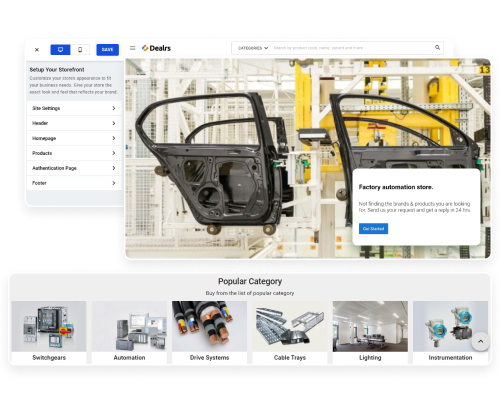 SAVE
Dealrs
CATEGORIES
Search by product code, name, variant and more
Setup Your Storefront
Customize your store's appearance to fit
your business needs. Give your store the
exact look and feel that reflects your brand.
Site Settings
Header
Homepage
Products
Authentication Page
Footer
13
Factory automation store.
Not finding the brands & products you are looking
for. Send us your request and get a reply in 24 hrs.
Get Started
Popular Category
Buy from the list of popular category
Switchgears
Automation
Drive Systems
Cable Trays
Lighting
Instrumentation